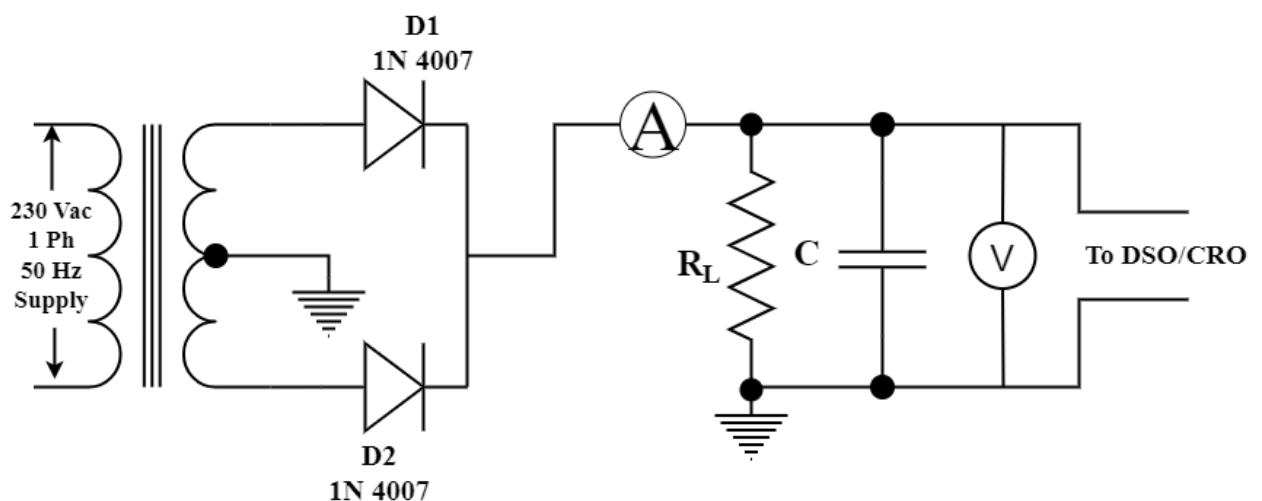 D1
1N 4007
A
230 Vac
1 Ph
50 Hz
Supply
RL
C
V
To DSO/CRO
D2
1N 4007